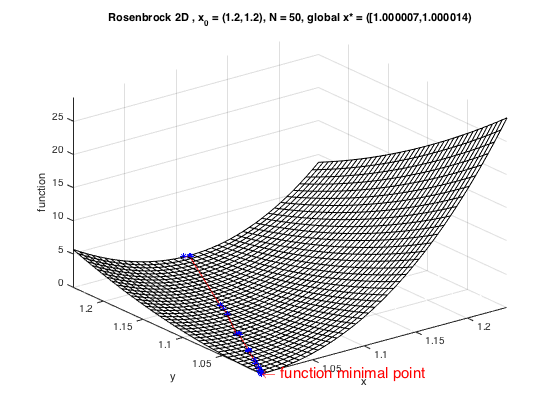 Rosenbrock 2D , x0 = (1.2,1.2), N = 50, global x* = ([1.000007,1.000014)
25
20
15
10
5
0
function
1.2
1.15
1.1
1.05
y
1.2
1.15
1.1
1.05
x
← function minimal point